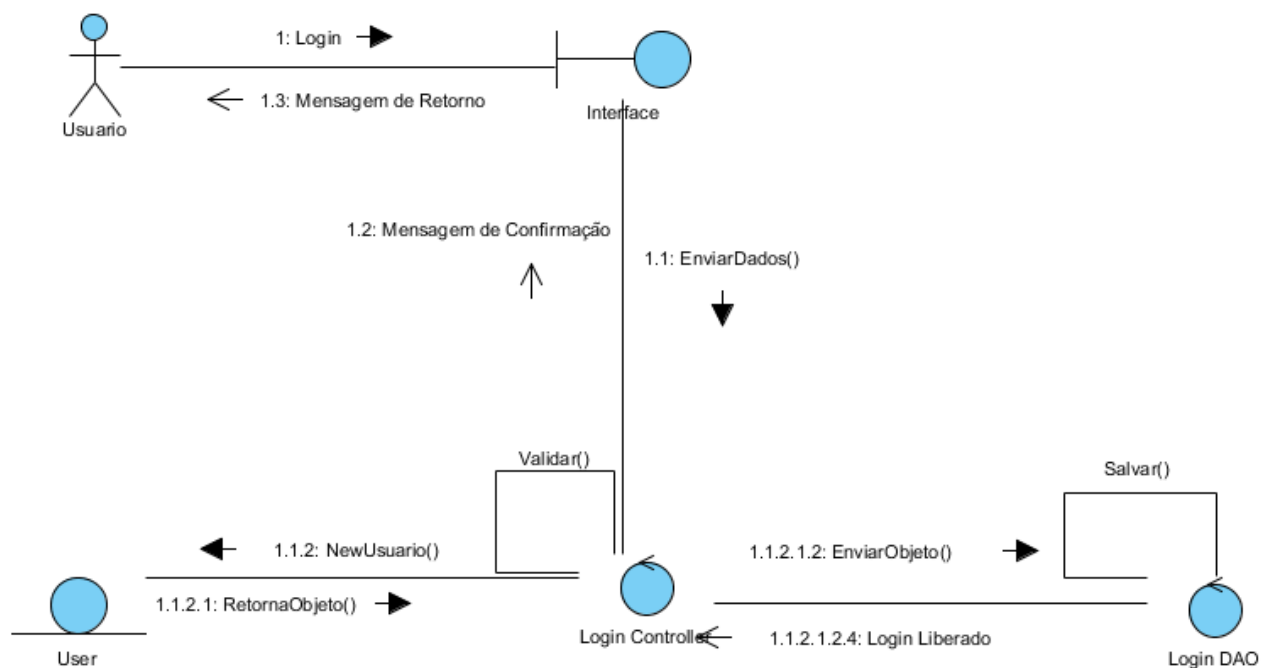 1: Login
1.3: Mensagem de Retorno
Usuario
Interface
1.2: Mensagem de Confirmação
1.1: EnviarDados()
Validar()
Salvar()
1.1.2: NewUsuario()
1.1.2.1.2: EnviarObjeto()
1.1.2.1: RetornaObjeto()
Login Controller
1.1.2.1.2.4: Login Liberado
User
Login DAO